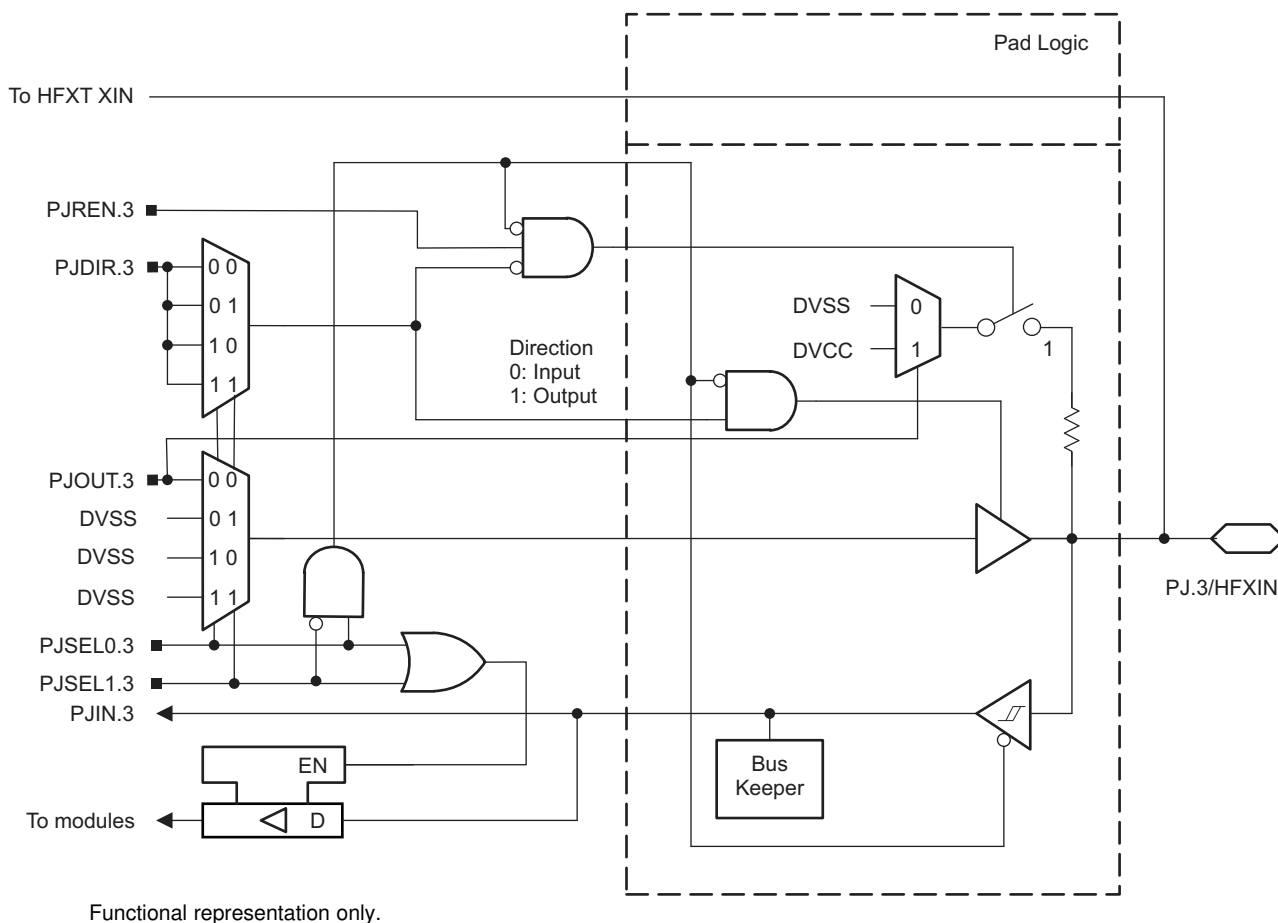 Pad Logic
To HFXT XIN
PJREN.3
PJDIR.3
0 0
0 1
1 0
1 1
Direction
0: Input
1: Output
DVSS
DVCC
0
1
1
PJOUT.3
DVSS
DVSS
DVSS
0 0
0 1
1 0
1 1
PJ.3/HFXIN
PJSEL0.3
PJSEL1.3
PJIN.3
EN
D
Bus
Keeper
To modules
Functional representation only.